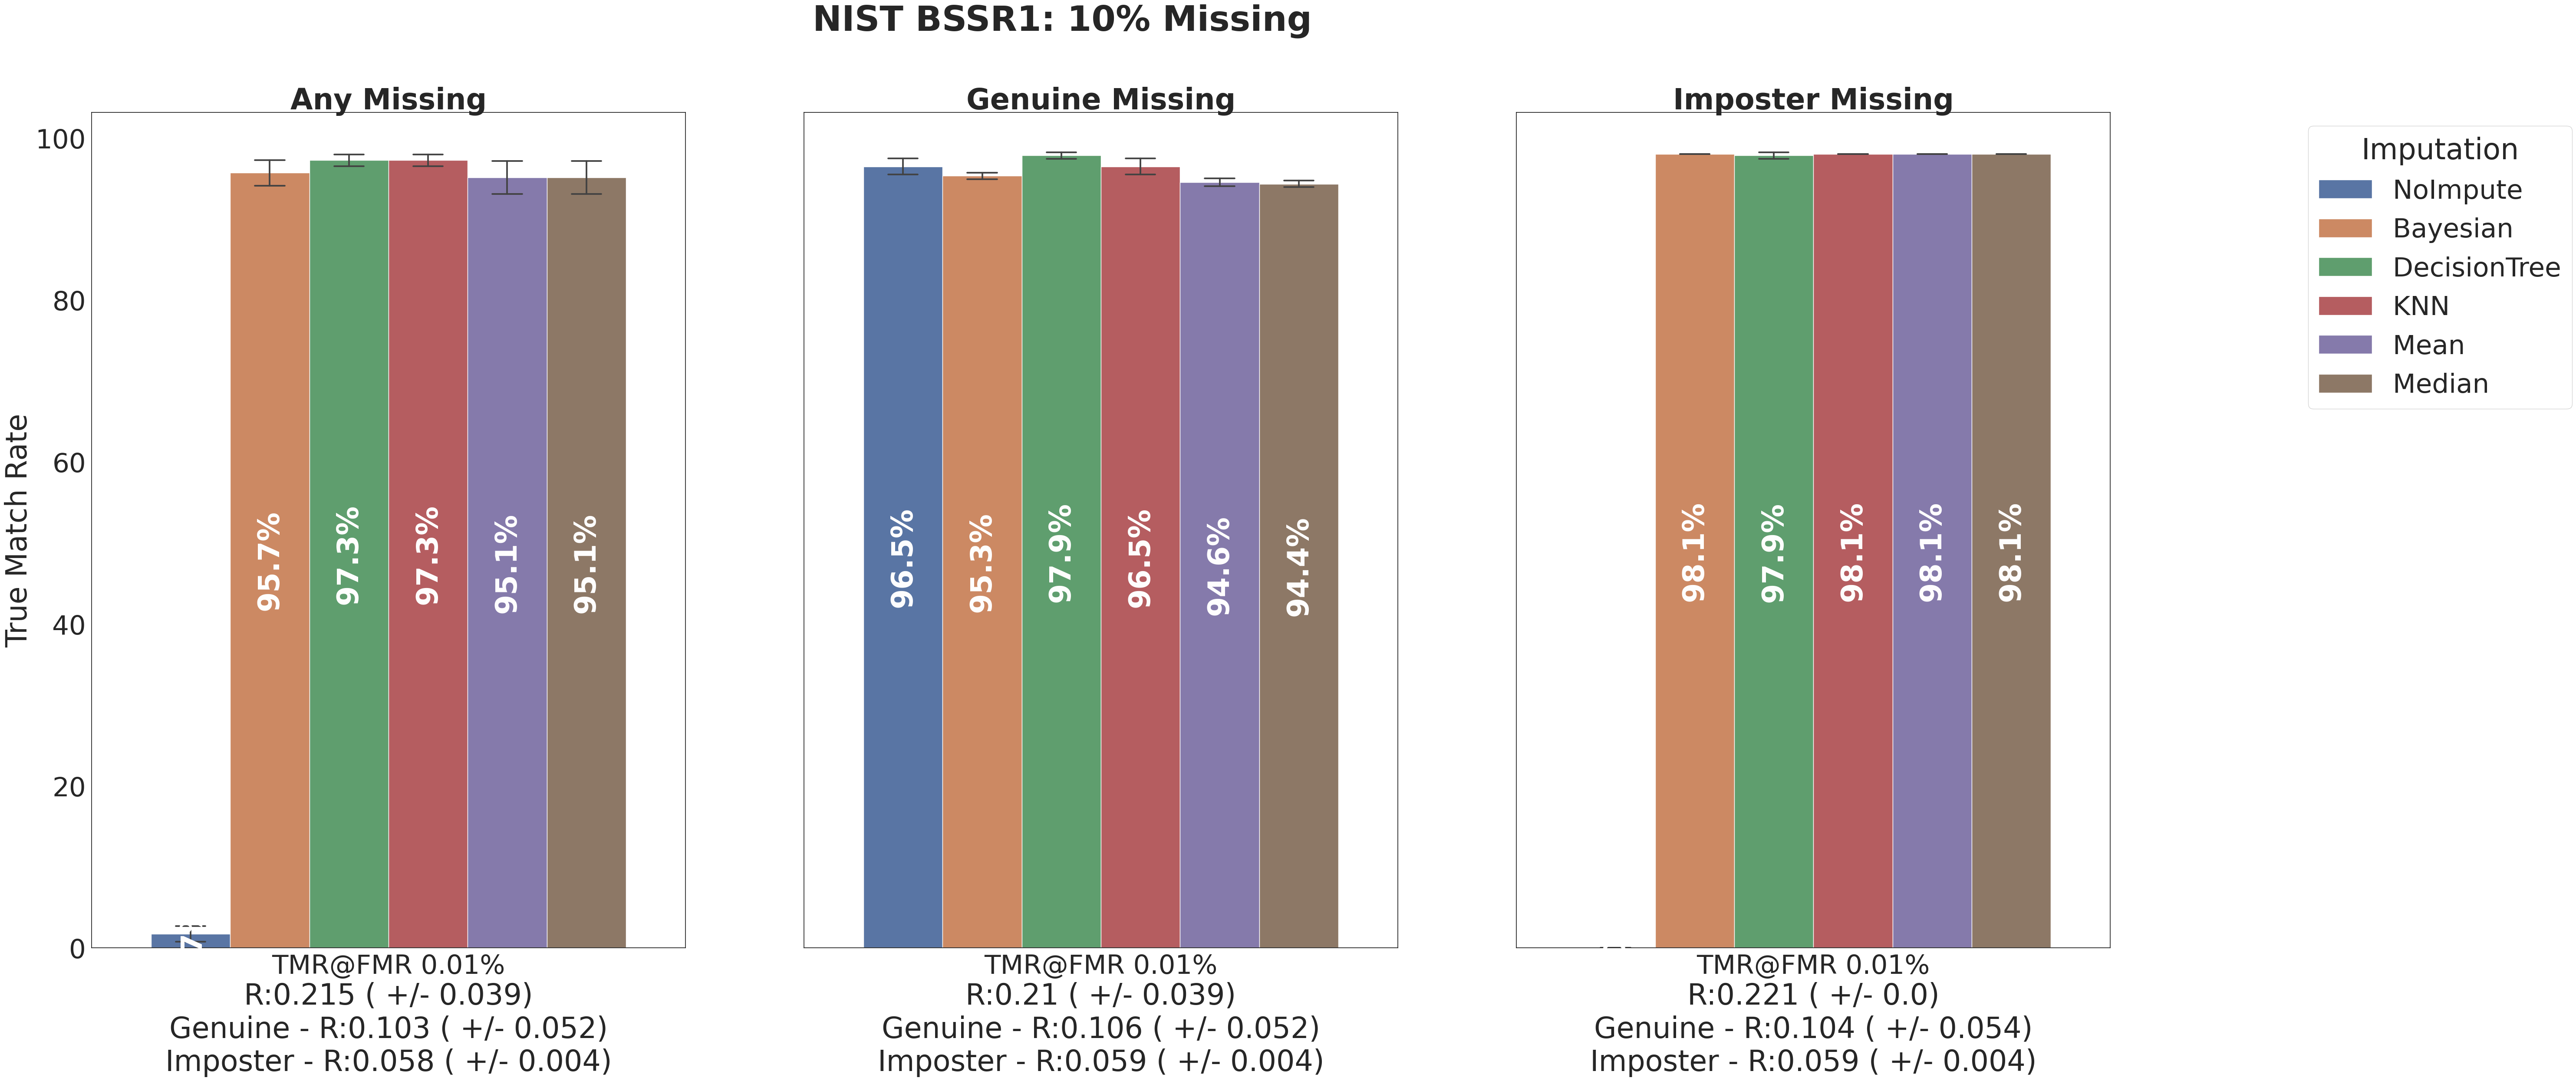 NIST BSSR1: 10% Missing
Any Missing
Genuine Missing
Imposter Missing
True Match Rate
100
80
60
40
20
0
7
95.7%
97.3%
97.3%
95.1%
95.1%
96.5%
95.3%
97.9%
96.5%
94.6%
94.4%
98.1%
97.9%
98.1%
98.1%
98.1%
TMR@FMR 0.01%
R:0.215 ( +/- 0.039)
Genuine - R:0.103 ( +/- 0.052)
Imposter - R:0.058 ( +/- 0.004)
TMR@FMR 0.01%
R:0.21 ( +/- 0.039)
Genuine - R:0.106 ( +/- 0.052)
Imposter - R:0.059 ( +/- 0.004)
TMR@FMR 0.01%
R:0.221 ( +/- 0.0)
Genuine - R:0.104 ( +/- 0.054)
Imposter - R:0.059 ( +/- 0.004)
Imputation
NoImpute
Bayesian
DecisionTree
KNN
Mean
Median